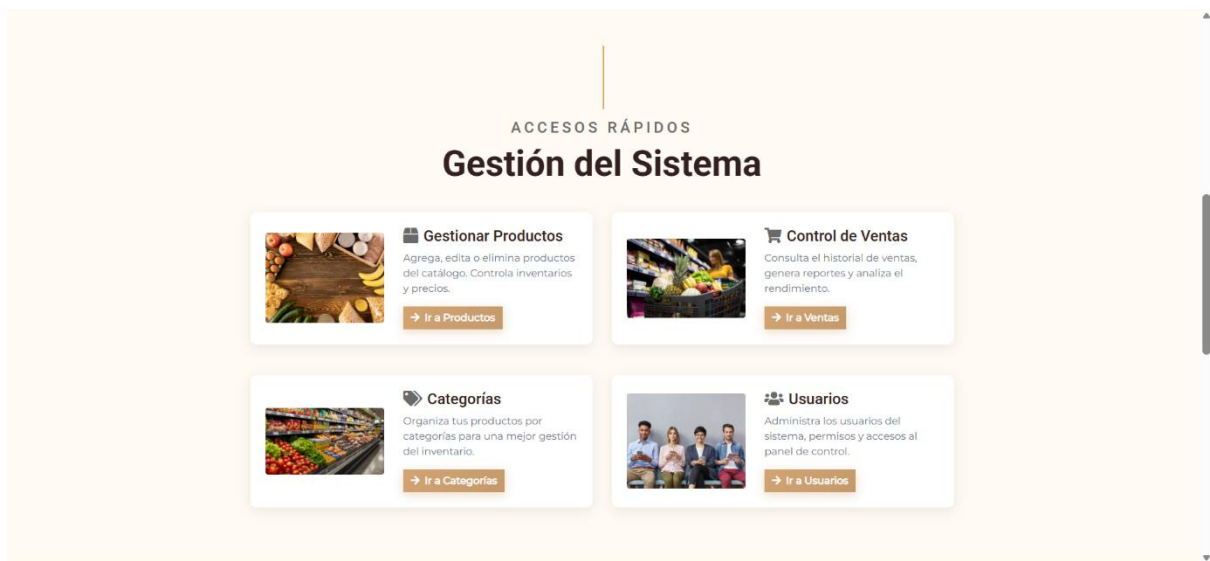 ACCESOS RÁPIDOS
Gestión del Sistema
Gestionar Productos
Agrega, edita o elimina productos
del catálogo. Controla inventarios
y precios.
→ Ir a Productos
Control de Ventas
Consulta el historial de ventas,
genera reportes y analiza el
rendimiento.
→ Ir a Ventas
Categorías
Organiza tus productos por
categorías para una mejor gestión
del inventario.
→ Ir a Categorías
Usuarios
Administra los usuarios del
sistema, permisos y accesos al
panel de control.
→ Ir a Usuarios